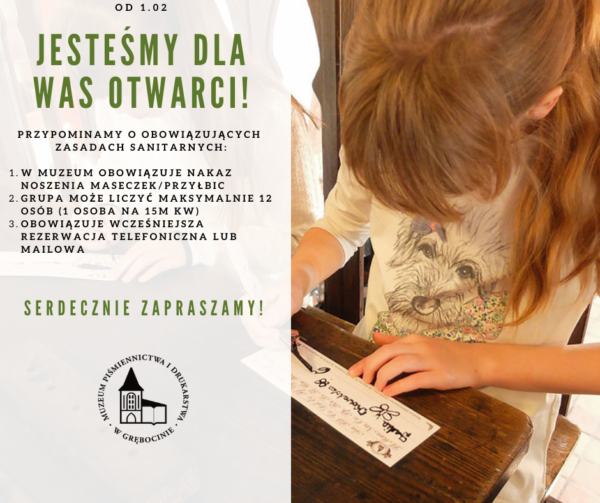 OD 1.02
JESTEŚMY DLA
WAS OTWARCI!
PRZYPOMINAMY O OBOWIĄZUJĄCYCH
ZASADACH SANITARNYCH:
1. W MUZEUM OBOWIĄZUJE NAKAZ
NOSZENIA MASECZEK/PRZYŁBIC
2. GRUPA MOŻE LICZYĆ MAKSYMALNIE 12
OSÓB (1 OSOBA NA 15M KW)
3. OBOWIĄZUJE WCZEŚNIEJSZA
REZERWACJA TELEFONICZNA LUB
MAILOWA
SERDECZNIE ZAPRASZAMY!
MUZEUM PIŚMIENNICTWA I DRUKARSTWA
• W GRĘBOCINIE •